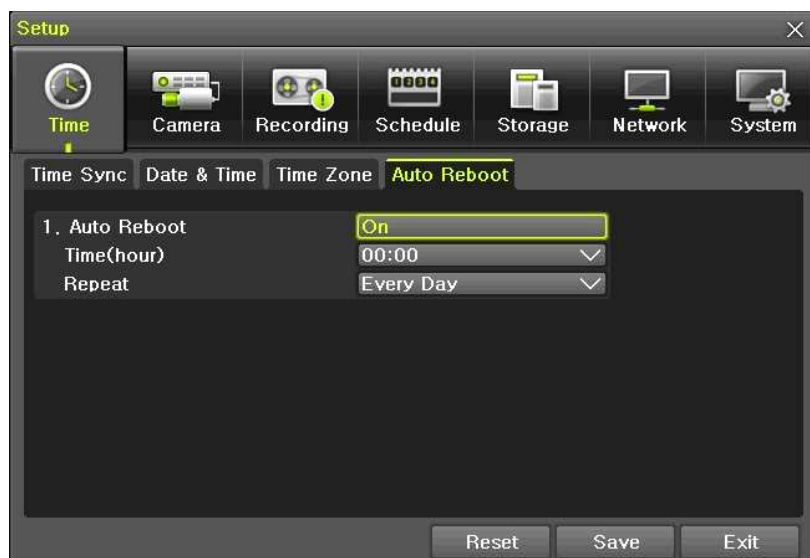 Setup
Time Camera Recording Schedule Storage Network System
Time Sync Date & Time Time Zone Auto Reboot
1. Auto Reboot On
Time(hour) 00:00
Repeat Every Day
Reset Save Exit